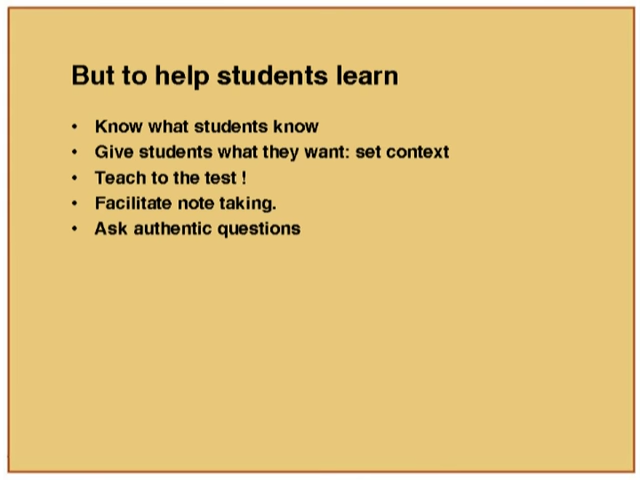 But to help students learn
• Know what students know
• Give students what they want: set context
• Teach to the test !
• Facilitate note taking.
• Ask authentic questions